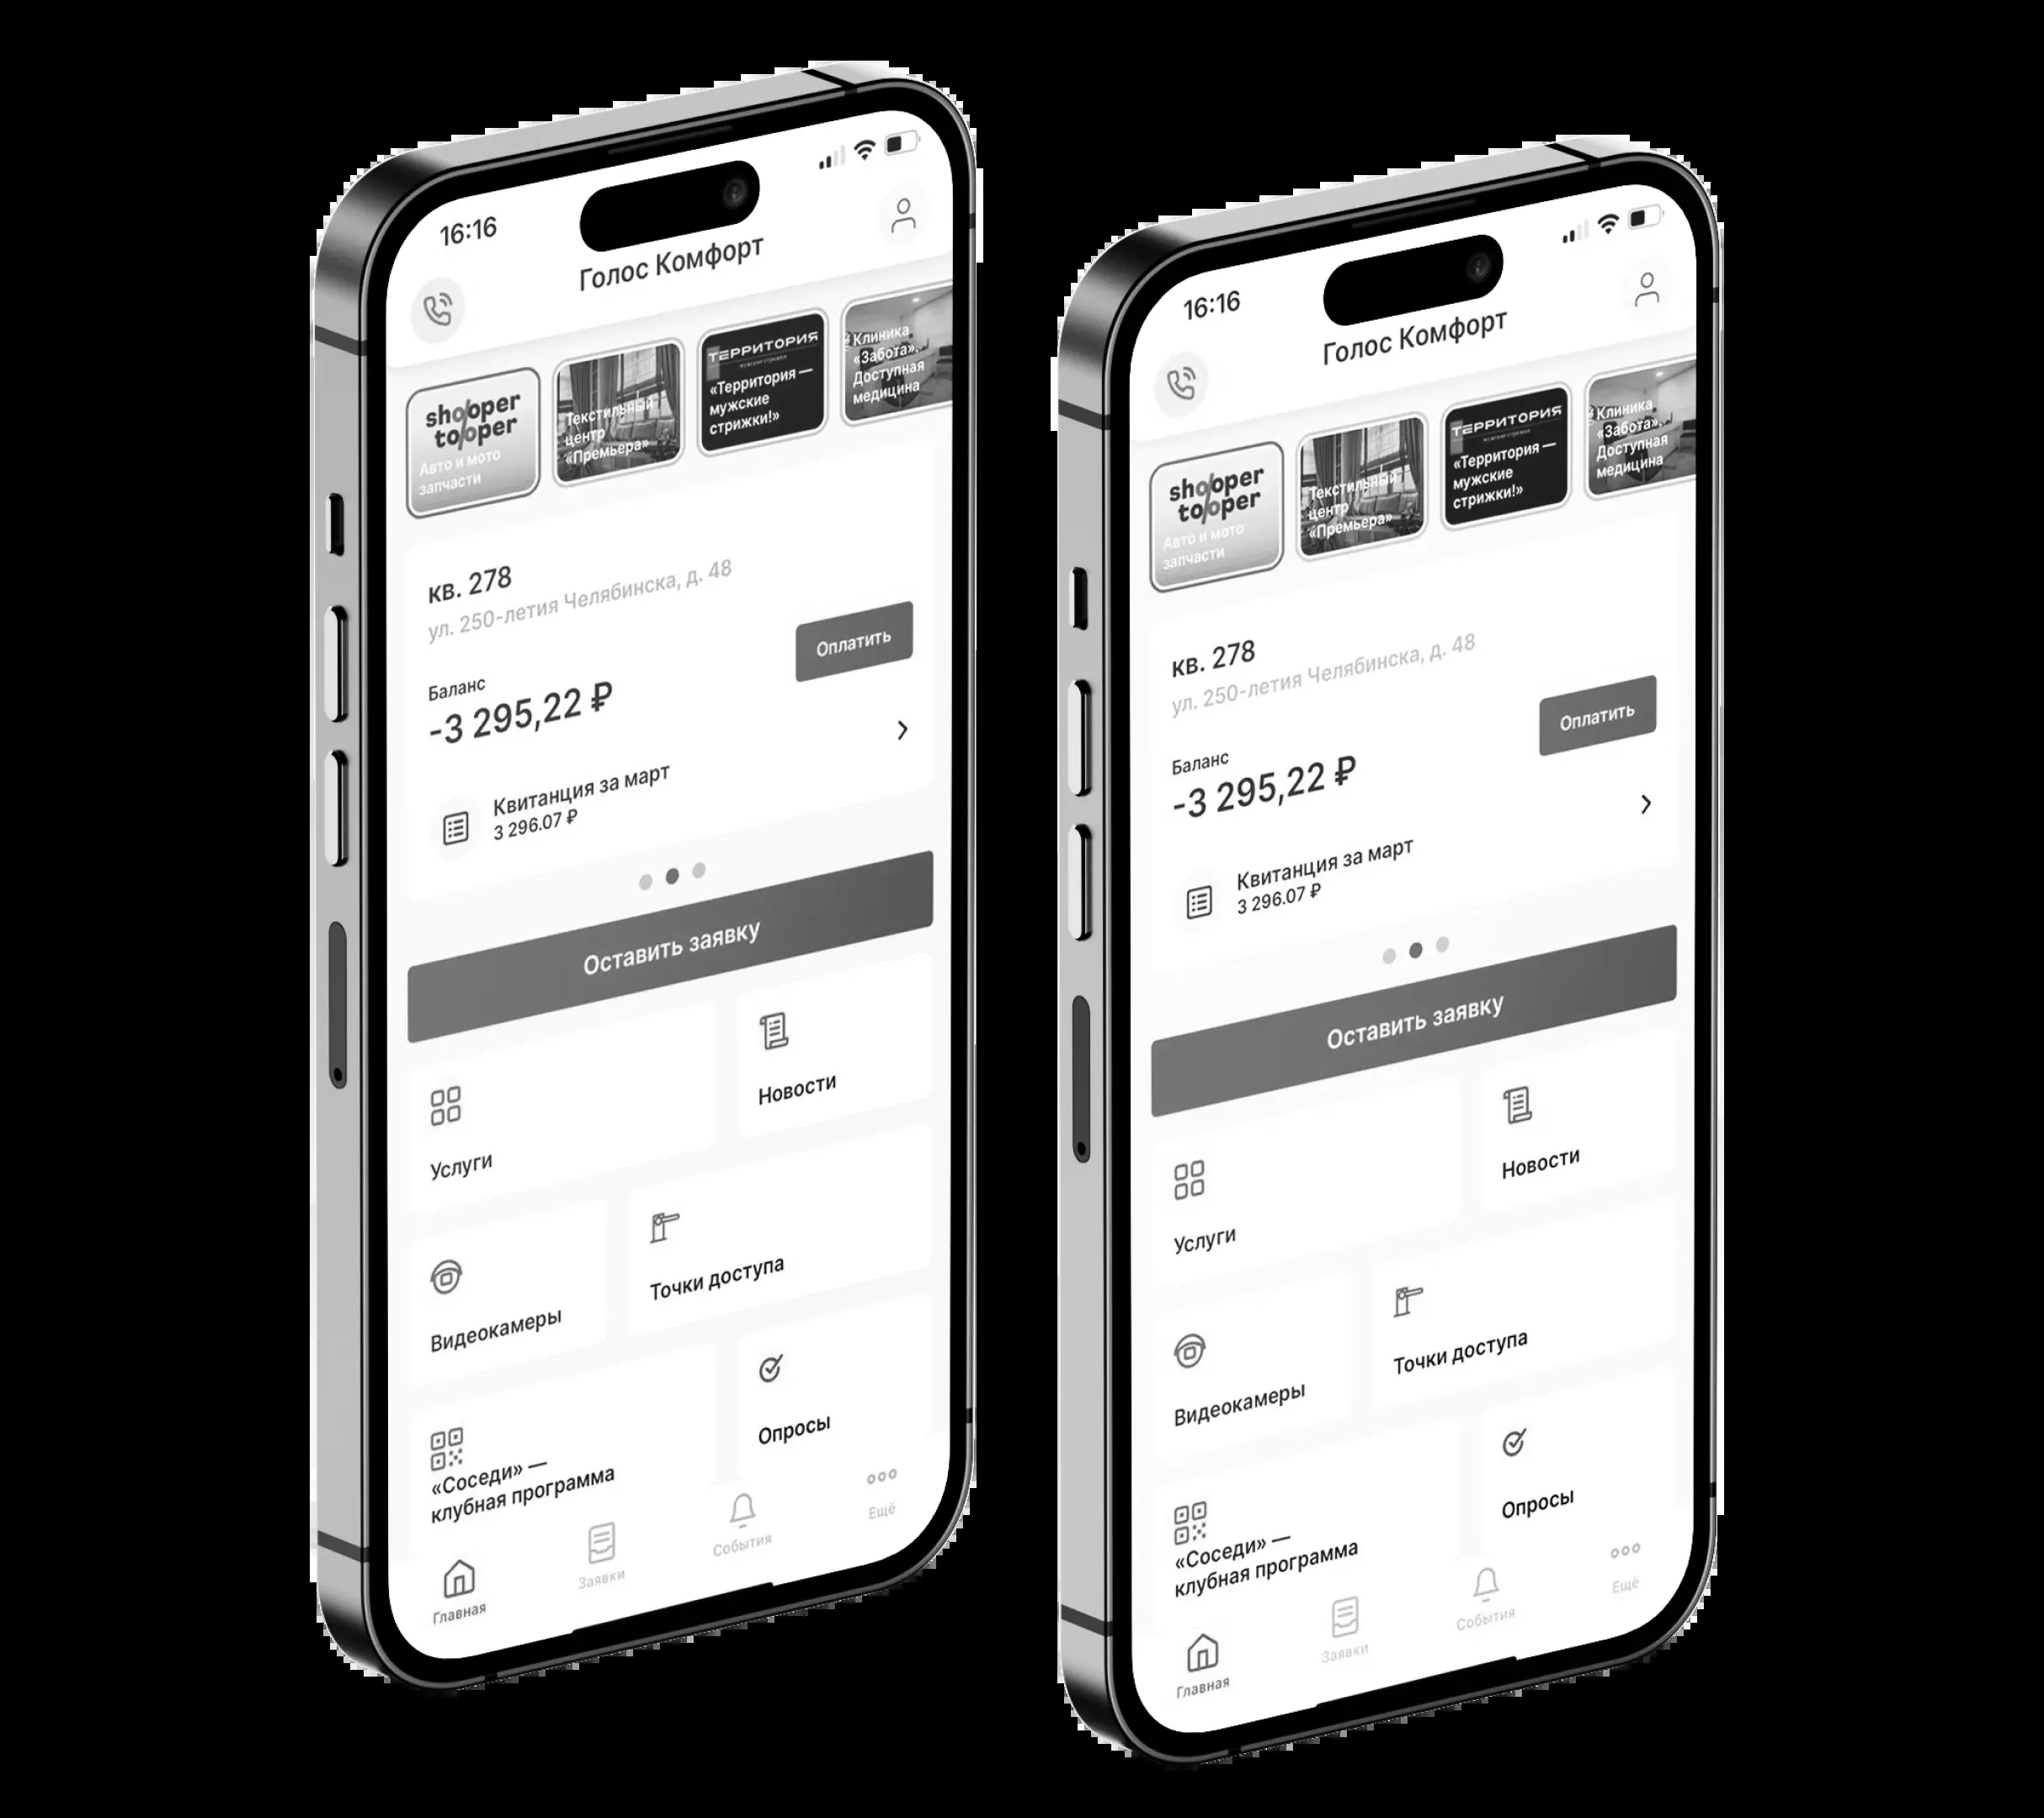 16:16
Голос Комфорт
shopper
topper
Авто и мото
запчасти
Текстильный
центр
«Премьера»
ТЕРРИТОРИЯ
мужские стрижки
«Территория —
мужские
стрижки!»
Клиника
«Забота».
Доступная
медицина
кв. 278
ул. 250-летия Челябинска, д. 48
Баланс
-3 295,22 ₽
Оплатить
Квитанция за март
3 296.07 ₽
Оставить заявку
Услуги
Новости
Видеокамеры
Точки доступа
«Соседи» —
клубная программа
Опросы
Главная
Заявки
События
Ещё
16:16
Голос Комфорт
shopper
topper
Авто и мото
запчасти
Текстильный
центр
«Премьера»
ТЕРРИТОРИЯ
мужские стрижки
«Территория —
мужские
стрижки!»
Клиника
«Забота».
Доступная
медицина
кв. 278
ул. 250-летия Челябинска, д. 48
Баланс
-3 295,22 ₽
Оплатить
Квитанция за март
3 296.07 ₽
Оставить заявку
Услуги
Новости
Видеокамеры
Точки доступа
«Соседи» —
клубная программа
Опросы
Главная
Заявки
События
Ещё